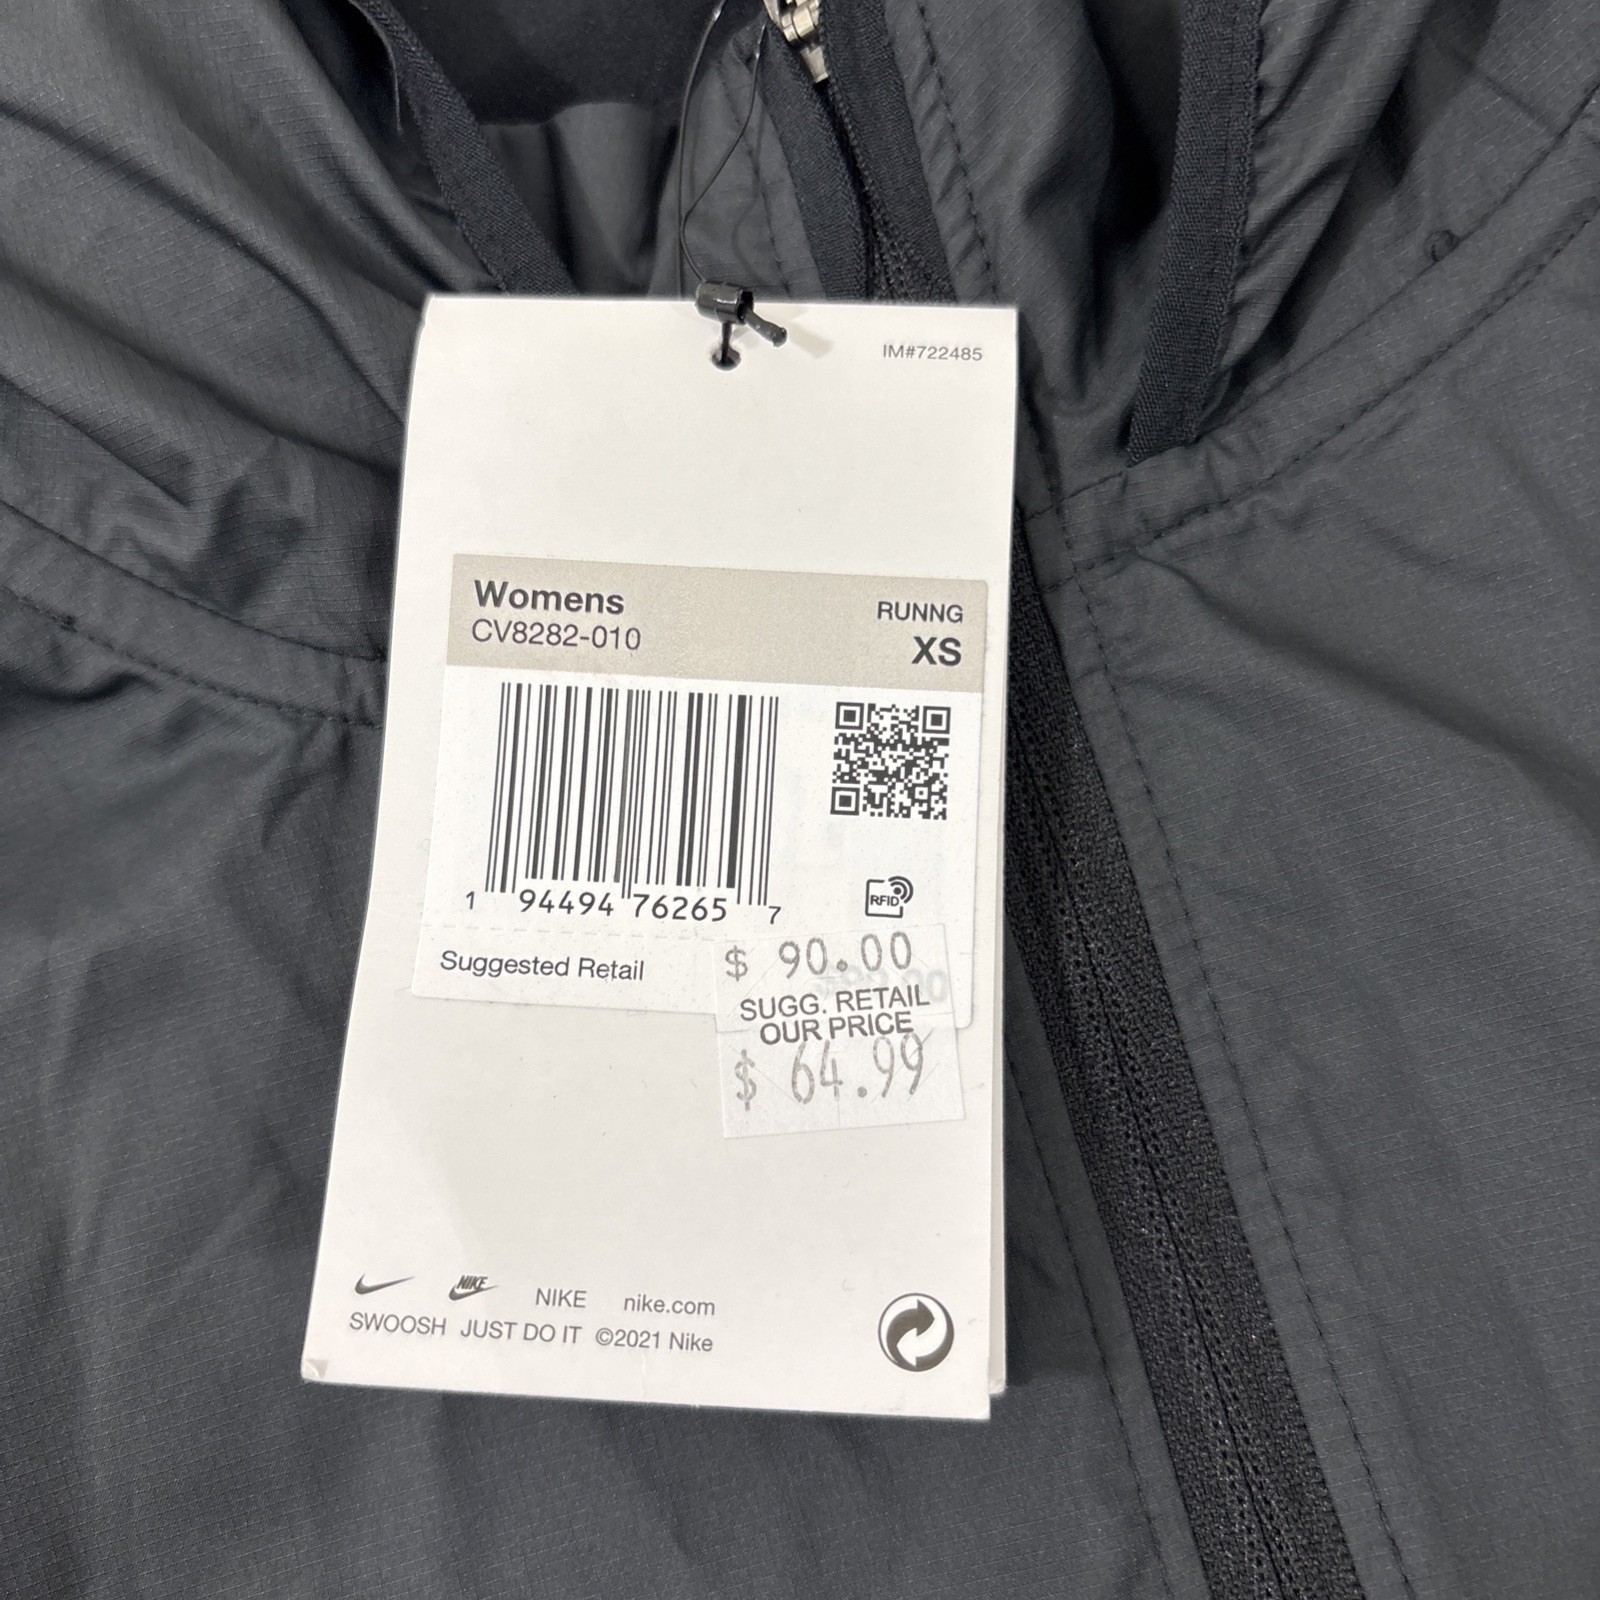 IM#722485
Womens
CV8282-010
RUNNG
XS
1 94494 76265 7
RFID
Suggested Retail
$ 90.00
SUGG. RETAIL
OUR PRICE
$ 64.99
NIKE NIKE nike.com
SWOOSH JUST DO IT ©2021 Nike